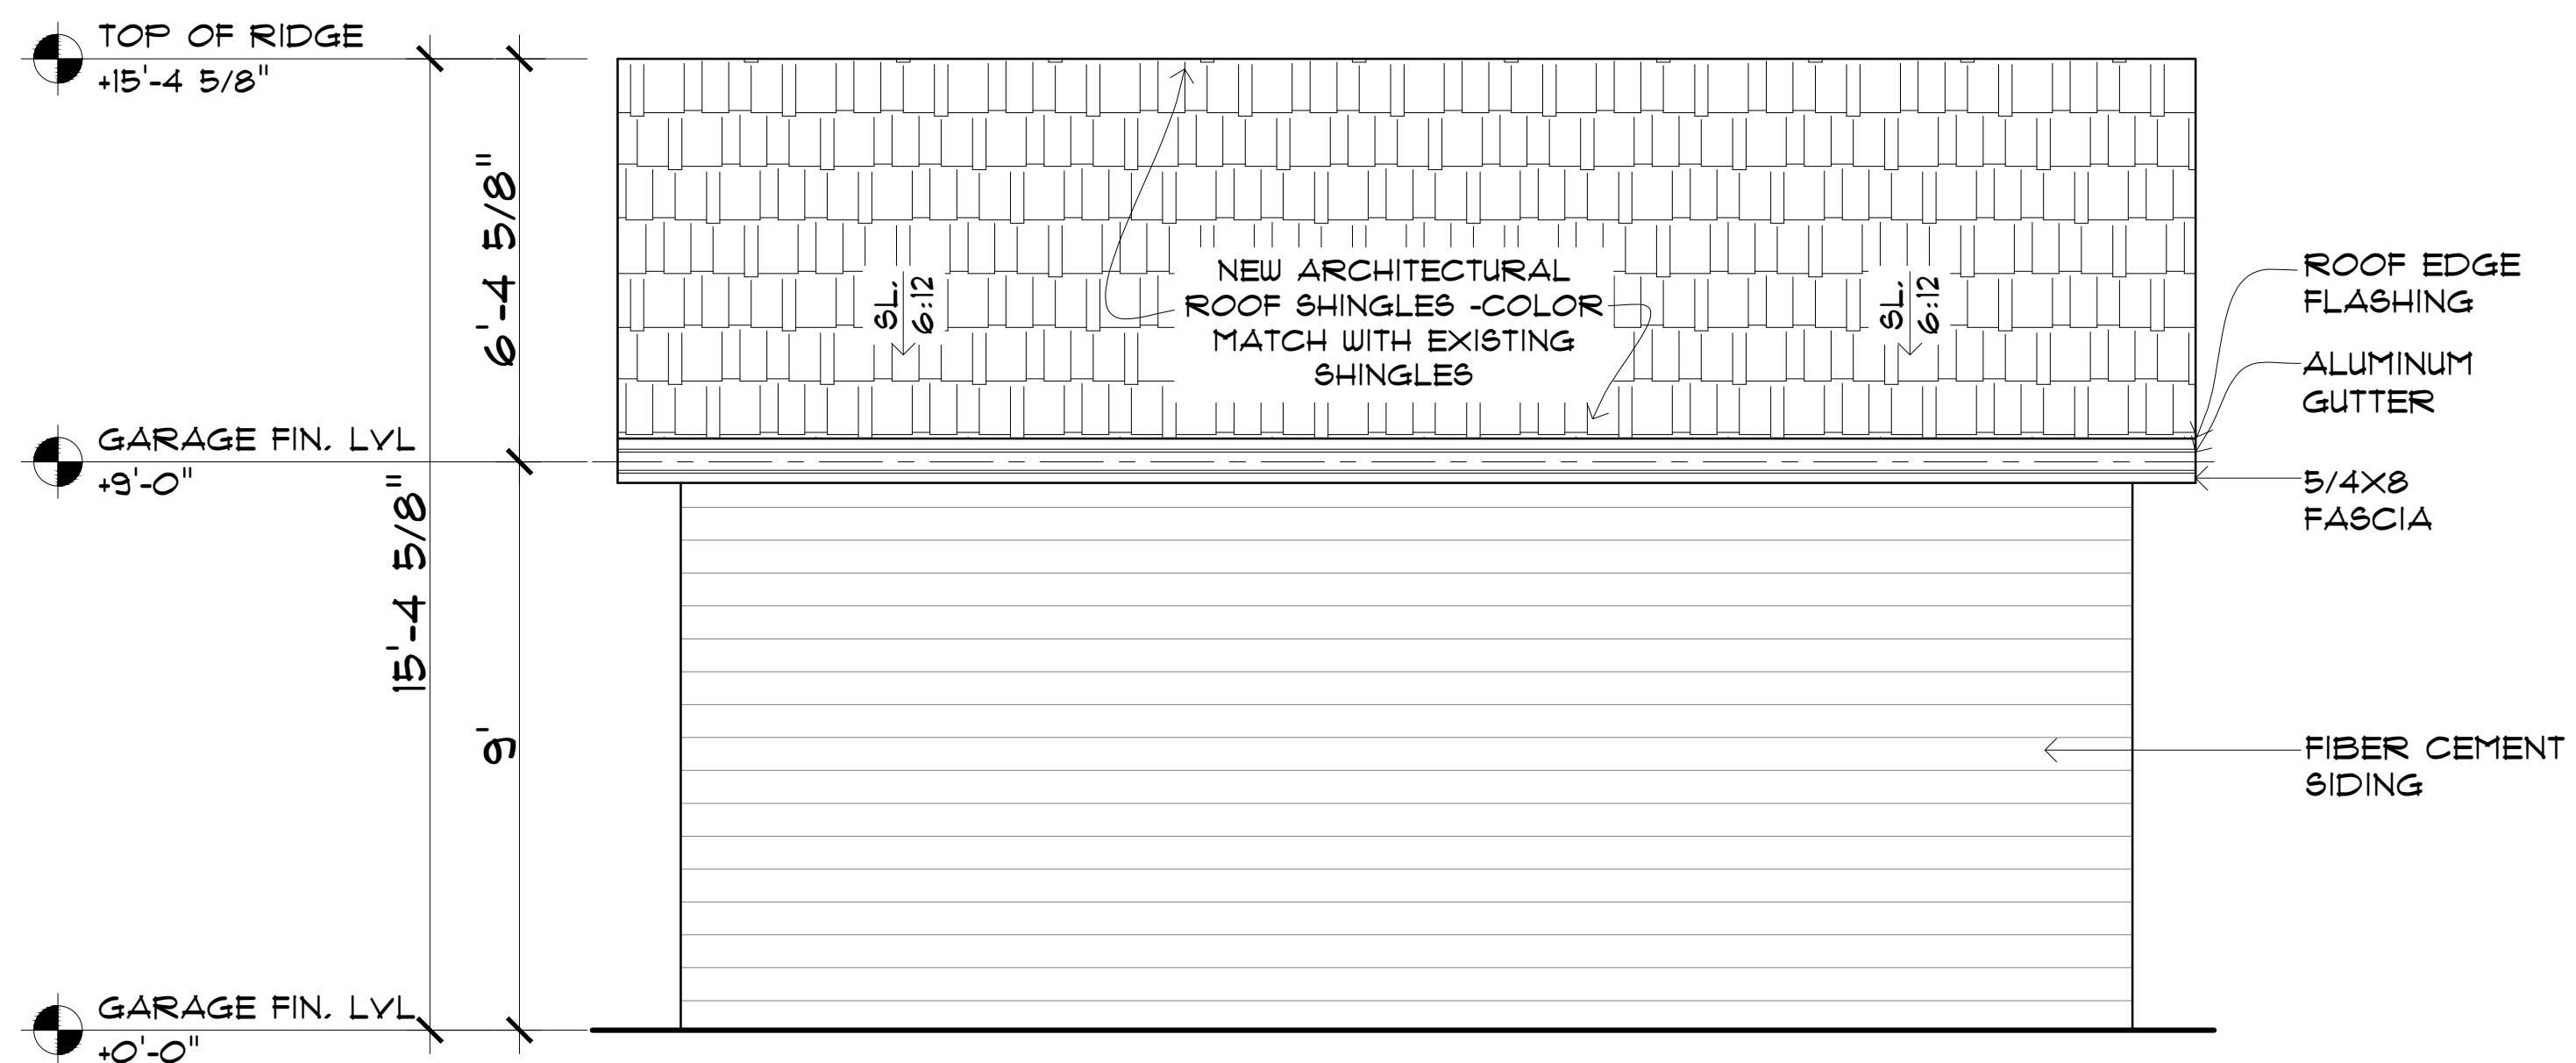 TOP OF RIDGE
+15'-4 5/8"
6'-4 5/8"
SL.
6:12
NEW ARCHITECTURAL
ROOF SHINGLES -COLOR
MATCH WITH EXISTING
SHINGLES
SL.
6:12
ROOF EDGE
FLASHING
ALUMINUM
GUTTER
GARAGE FIN. LVL
+9'-0"
15'-4 5/8"
5/4X8
FASCIA
9'
FIBER CEMENT
SIDING
GARAGE FIN. LVL
+0'-0"